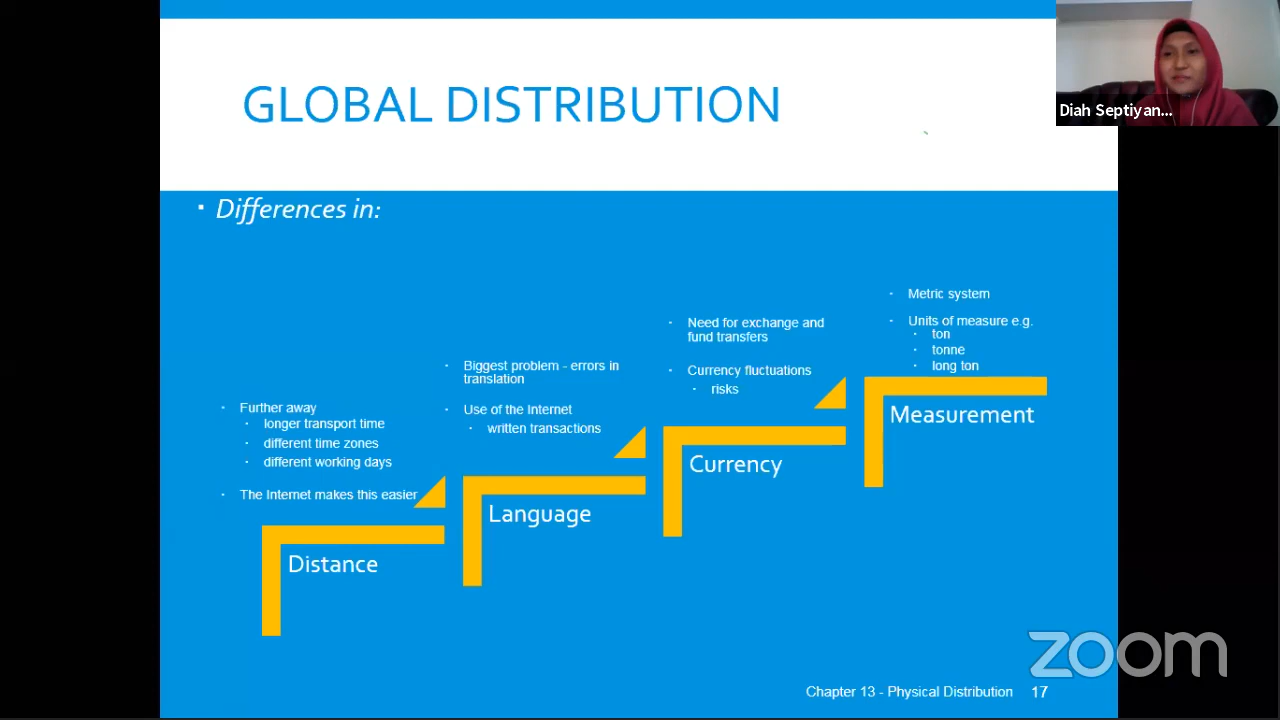 GLOBAL DISTRIBUTION
Diah Septiyan...
Differences in:
Further away
longer transport time
different time zones
different working days
The Internet makes this easier
Distance
Biggest problem - errors in
translation
Use of the Internet
written transactions
Language
Need for exchange and
fund transfers
Currency fluctuations
risks
Currency
Metric system
Units of measure e.g.
ton
tonne
long ton
Measurement
zoom
Chapter 13 - Physical Distribution 17